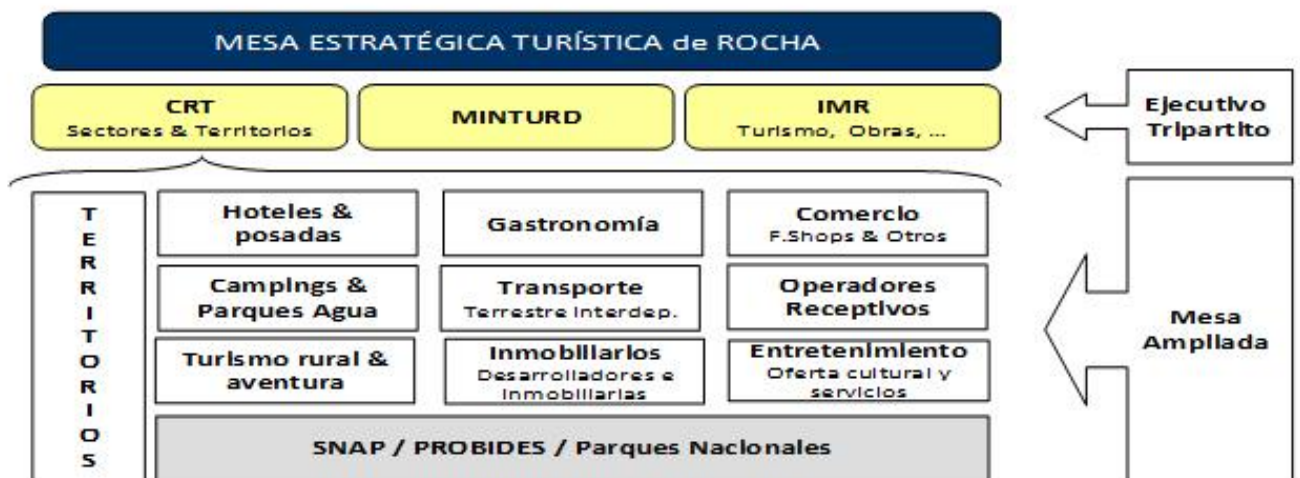 MESA ESTRATÉGICA TURÍSTICA de ROCHA
CRT
Sectores & Territorios
MINTURD
IMR
Turismo, Obras, ...
Ejecutivo
Tripartito
TERRITORIOS
Hoteles &
posadas
Gastronomía
Comercio
F.Shops & Otros
Campings &
Parques Agua
Transporte
Terrestre Interdep.
Operadores
Receptivos
Turismo rural &
aventura
Inmobiliarios
Desarrolladores e
Inmobiliarias
Entretenimiento
Oferta cultural y
servicios
Mesa
Ampliada
SNAP / PROBIDES / Parques Nacionales